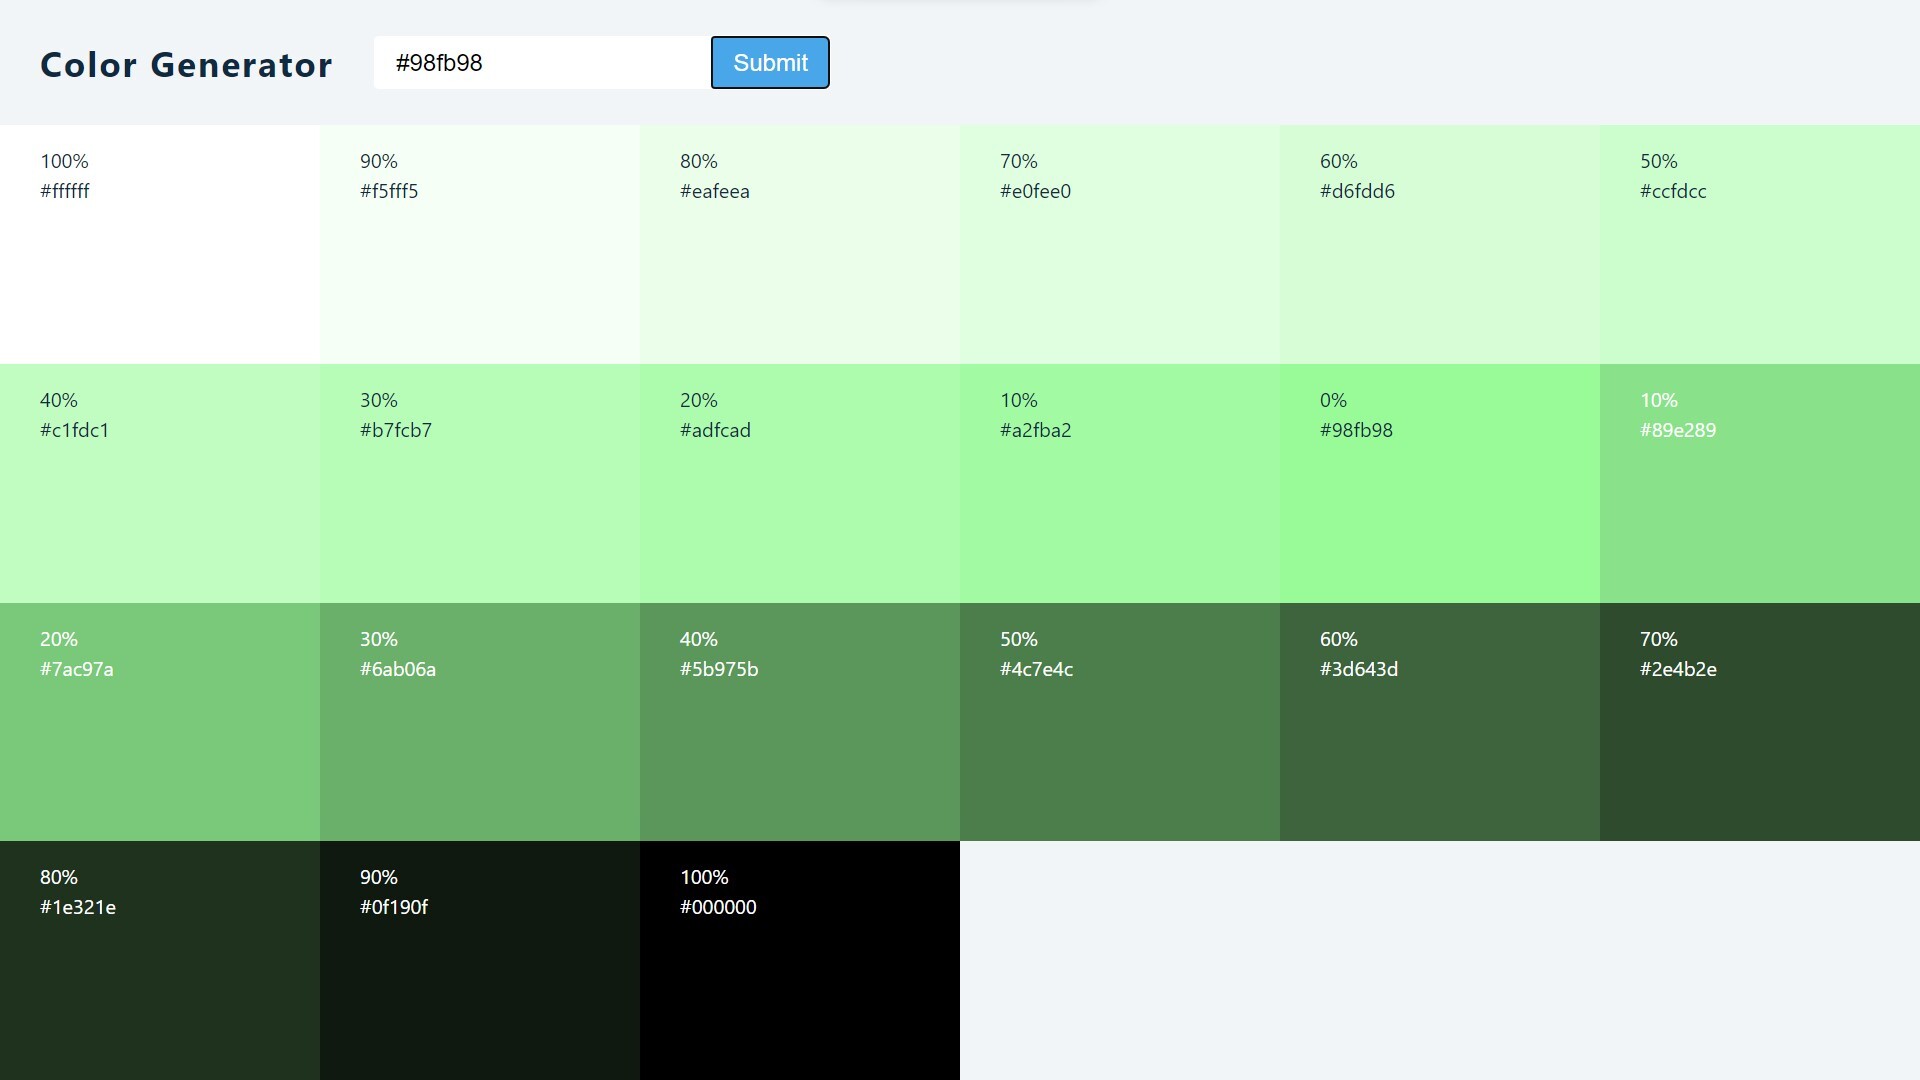 Color Generator
#98fb98
Submit
100%
#ffffff
90%
#f5fff5
80%
#eafeea
70%
#e0fee0
60%
#d6fdd6
50%
#ccfdcc
40%
#c1fdc1
30%
#b7fcb7
20%
#adfcad
10%
#a2fba2
0%
#98fb98
10%
#89e289
20%
#7ac97a
30%
#6ab06a
40%
#5b975b
50%
#4c7e4c
60%
#3d643d
70%
#2e4b2e
80%
#1e321e
90%
#0f190f
100%
#000000